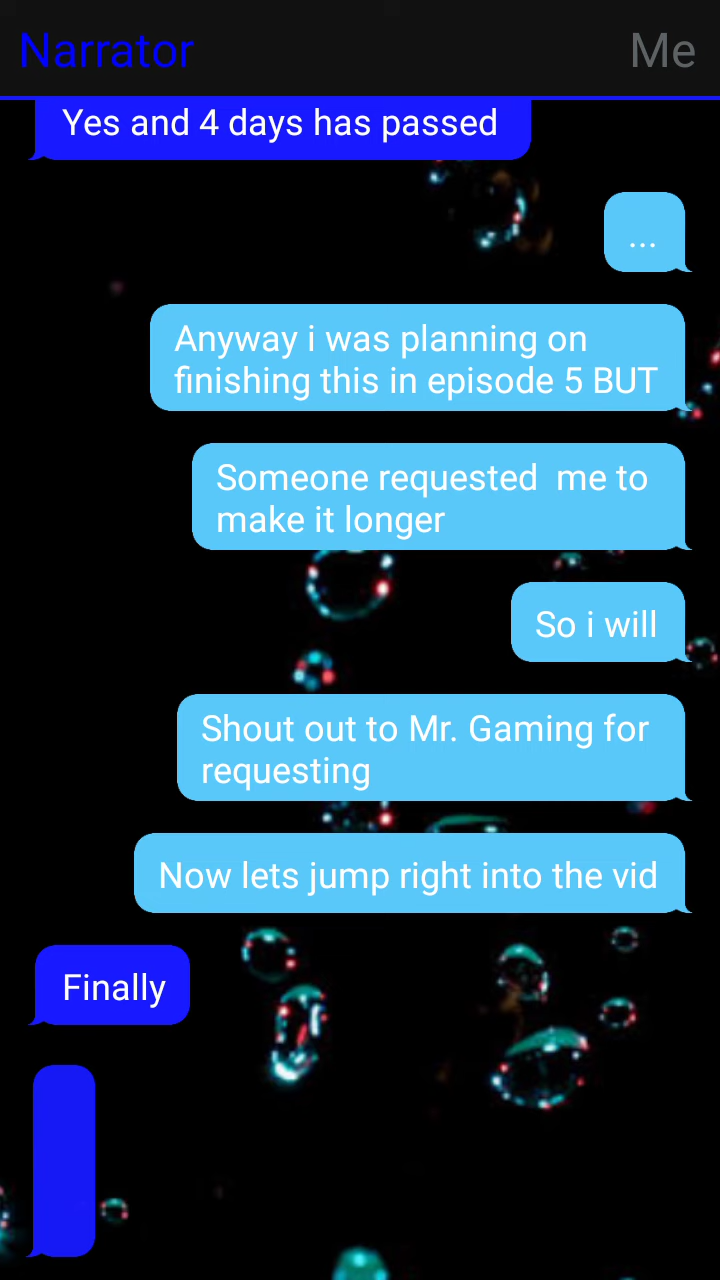 Narrator
Me
Yes and 4 days has passed
...
Anyway i was planning on
finishing this in episode 5 BUT
Someone requested  me to
make it longer
So i will
Shout out to Mr. Gaming for
requesting
Now lets jump right into the vid
Finally